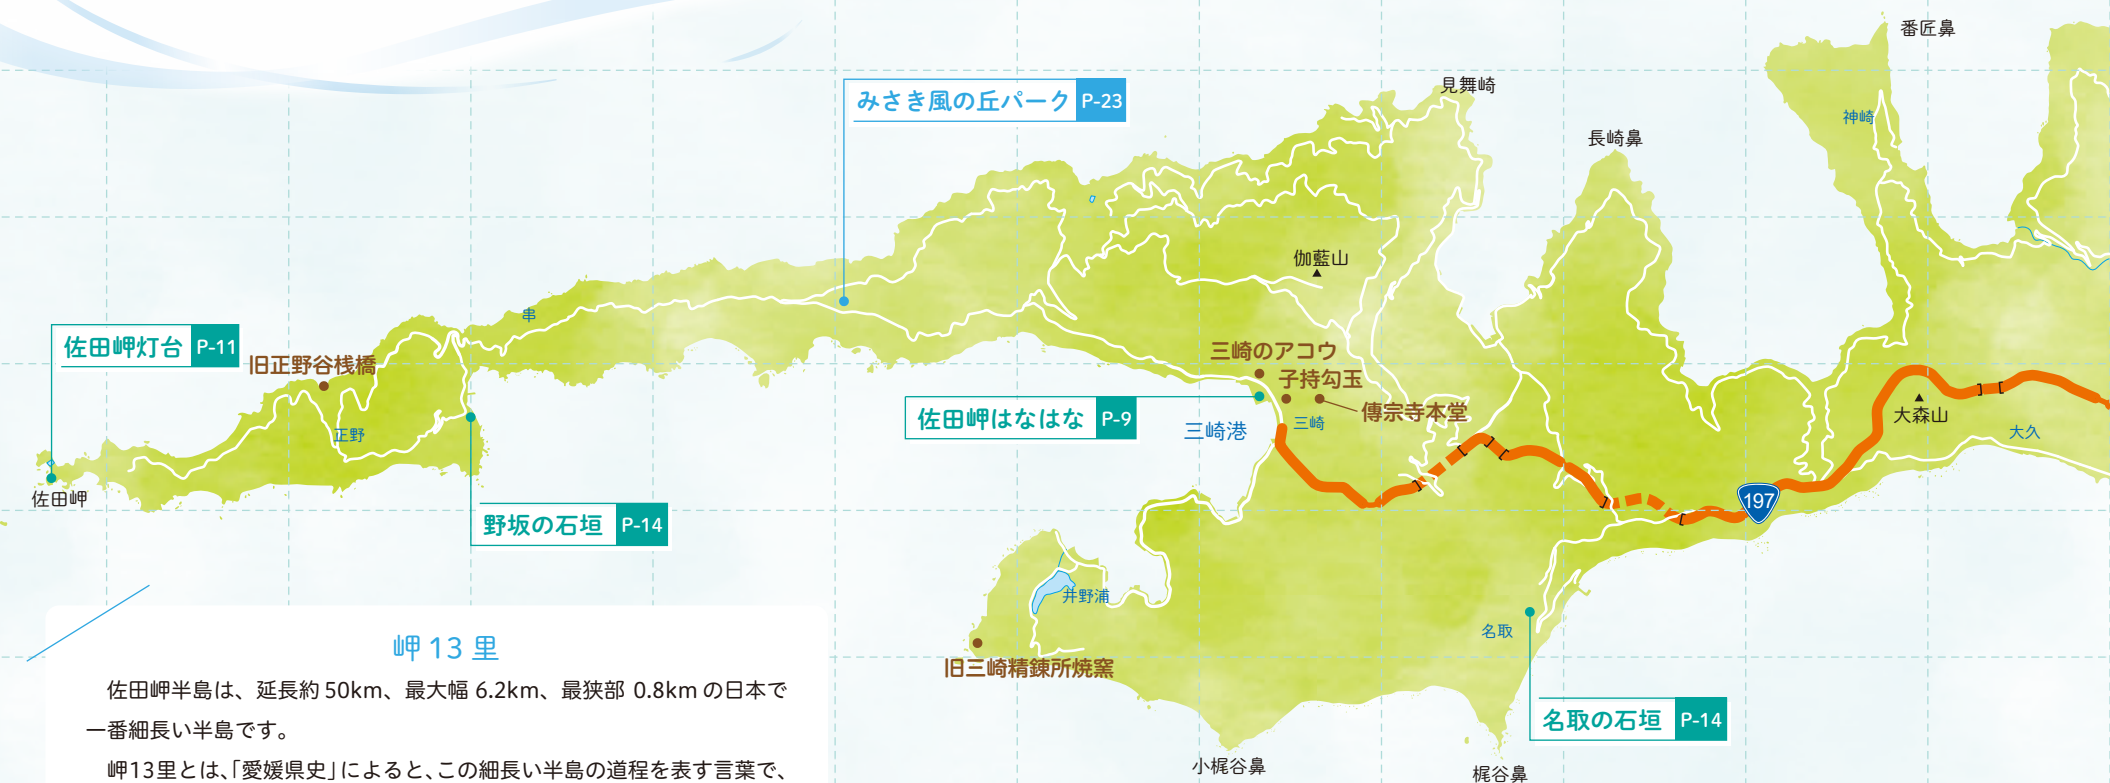 番匠鼻
見舞崎
みさき風の丘パーク P-23
神崎
長崎鼻
伽藍山
串
佐田岬灯台 P-11
旧正野谷桟橋
三崎のアコウ
子持勾玉
傳宗寺本堂
佐田岬はなはな P-9
三崎港
三崎
大森山
大久
正野
佐田岬
197
野坂の石垣 P-14
井野浦
名取
旧三崎精錬所焼窯
名取の石垣 P-14
小梶谷鼻
梶谷鼻
岬13里
佐田岬半島は、延長約50km、最大幅6.2km、最狭部 0.8kmの日本で
一番細長い半島です。
岬13里とは、「愛媛県史」によると、この細長い半島の道程を表す言葉で、